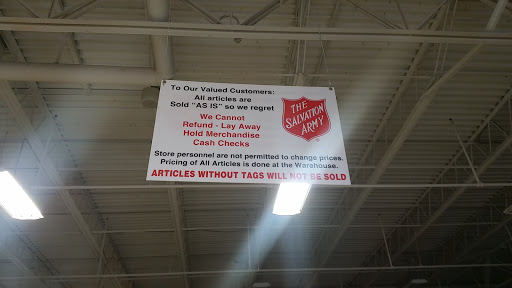 To Our Valued Customers:
All articles are
Sold "AS IS" so we regret
We Cannot
Refund - Lay Away
Hold Merchandise
Cash Checks
THE
SALVATION
ARMY
Store personnel are not permitted to change prices.
Pricing of All Articles is done at the Warehouse.
ARTICLES WITHOUT TAGS WILL NOT BE SOLD